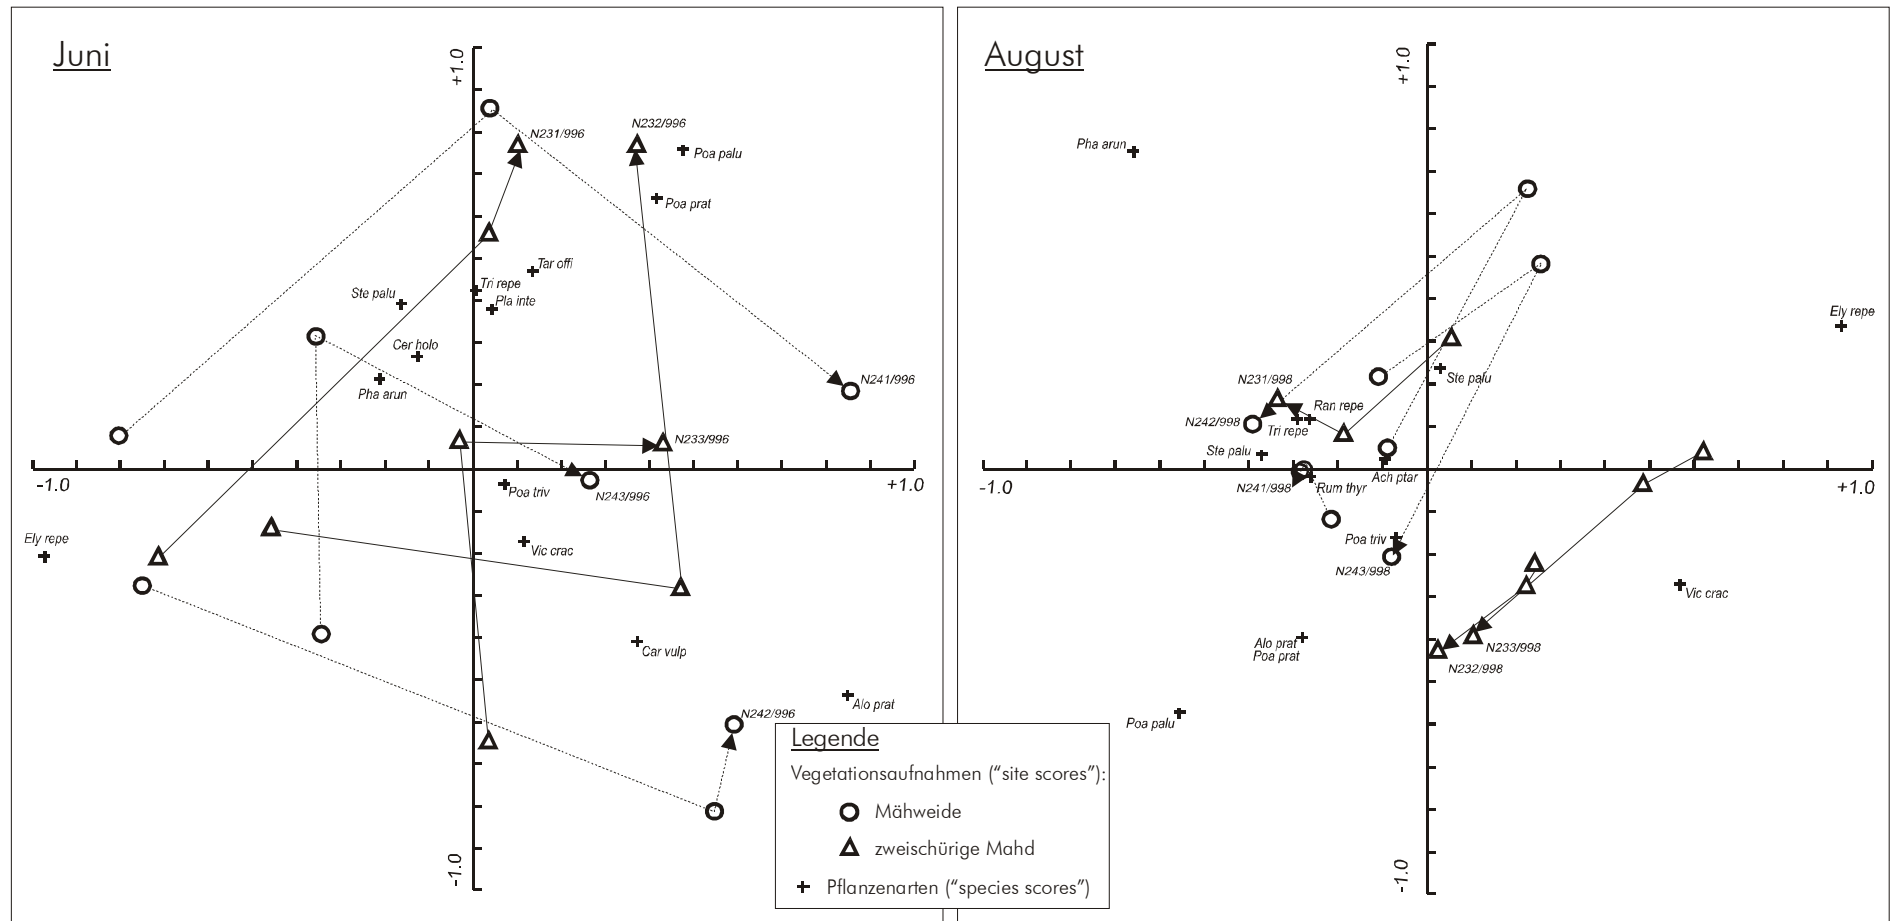 Juni
+1.0
N231/996
N232/996
Poa palu
Poa prat
Tar offi
Tri repe
Pla inte
Ste palu
Cer holo
Pha arun
N241/996
N233/996
-1.0
+1.0
N243/996
Poa triv
Ely repe
Vic crac
Car vulp
Alo prat
N242/996
-1.0
August
+1.0
Pha arun
Ely repe
Ste palu
N231/998
Ran repe
N242/998
Tri repe
Ste palu
Ach ptar
-1.0
N241/998
Rum thyr
+1.0
Poa triv
N243/998
Vic crac
Alo prat
Poa prat
N233/998
N232/998
Poa palu
-1.0
Legende
Vegetationsaufnahmen (“site scores”):
Mähweide
zweischürige Mahd
Pflanzenarten (“species scores”)